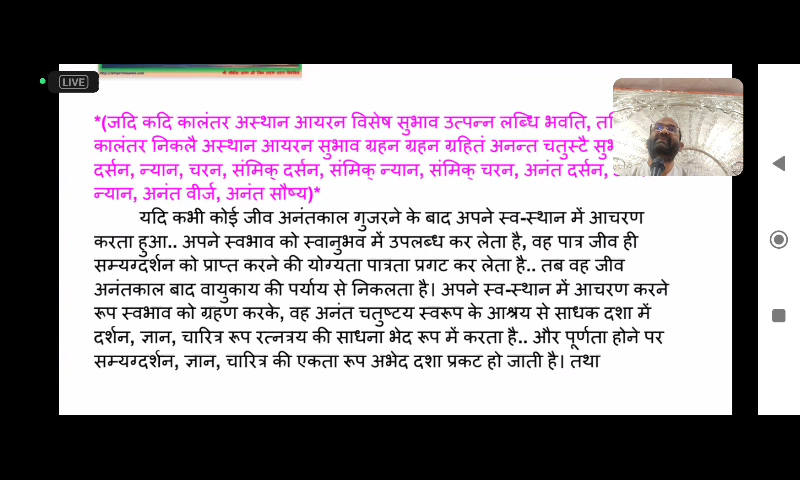 LIVE
*(जदि कदि कालंतर अस्थान आयरन विसेष सुभाव उत्पन्न लब्धि भवति,
कालंतर निकलै अस्थान आयरन सुभाव ग्रहन ग्रहन ग्रहितं अनन्त चतुस्टै
दर्सन, न्यान, चरन, संमिक् दर्सन, संमिक् न्यान, संमिक् चरन, अनंत दर्सन,
न्यान, अनंत वीर्ज, अनंत सौष्य)*
यदि कभी कोई जीव अनंतकाल गुजरने के बाद अपने स्व-स्थान में आचरण
करता हुआ.. अपने स्वभाव को स्वानुभव में उपलब्ध कर लेता है, वह पात्र जीव ही
सम्यग्दर्शन को प्राप्त करने की योग्यता पात्रता प्रगट कर लेता है.. तब वह जीव
अनंतकाल बाद वायुकाय की पर्याय से निकलता है। अपने स्व-स्थान में आचरण करने
रूप स्वभाव को ग्रहण करके, वह अनंत चतुष्टय स्वरूप के आश्रय से साधक दशा में
दर्शन, ज्ञान, चारित्र रूप रत्नत्रय की साधना भेद रूप में करता है.. और पूर्णता होने पर
सम्यग्दर्शन, ज्ञान, चारित्र की एकता रूप अभेद दशा प्रकट हो जाती है। तथा